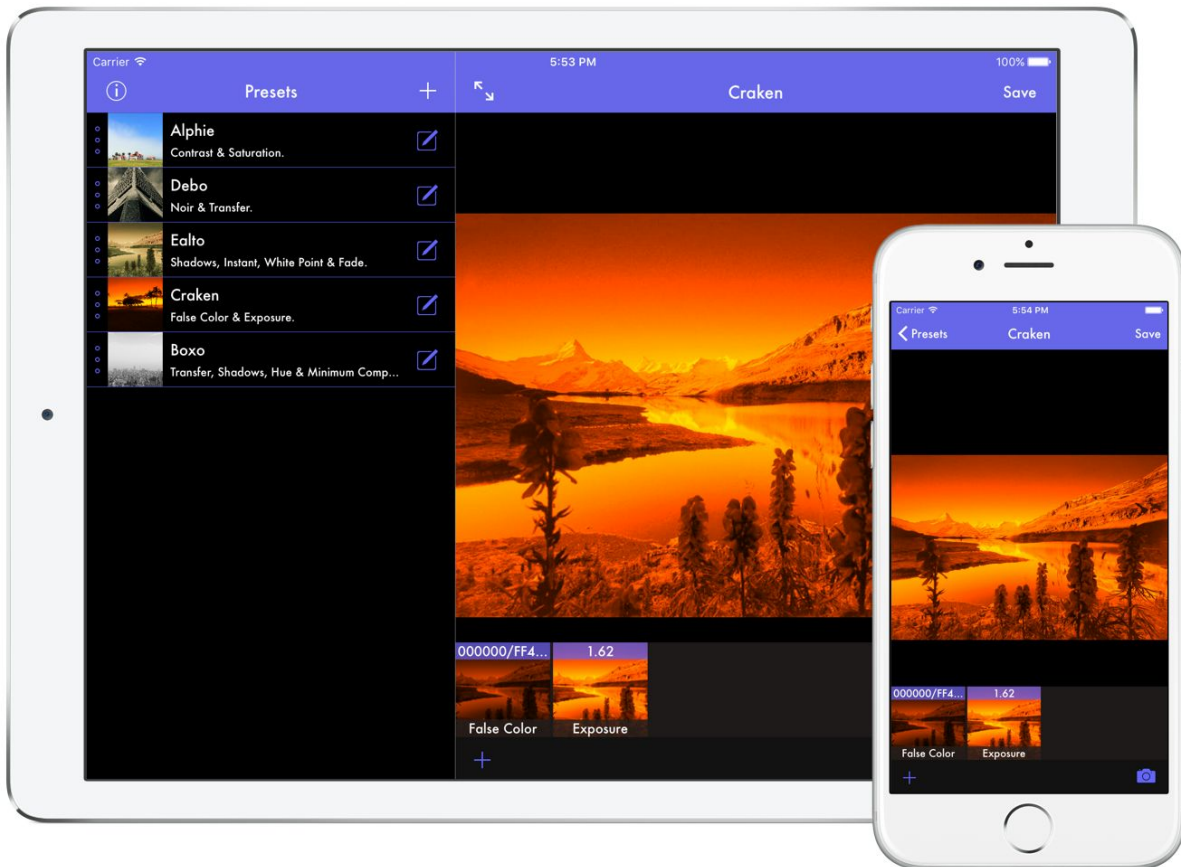 Carrier
5:53 PM
100%
Presets
Craken
Save
Alphie
Contrast & Saturation.
Debo
Noir & Transfer.
Ealto
Shadows, Instant, White Point & Fade.
Craken
False Color & Exposure.
Boxo
Transfer, Shadows, Hue & Minimum Comp...
000000/FF4...
1.62
False Color
Exposure
Carrier
5:54 PM
Presets
Craken
Save
000000/FF4...
1.62
False Color
Exposure